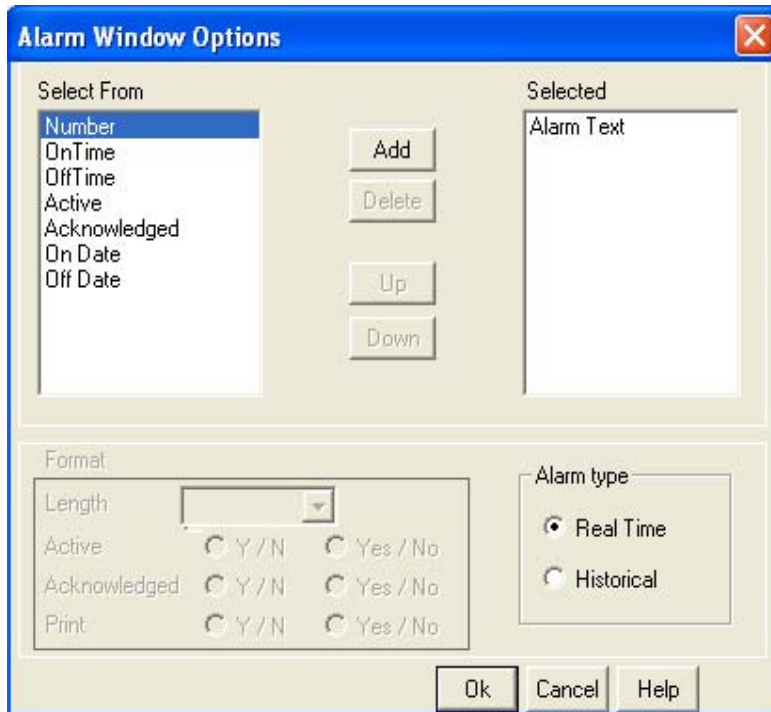 Alarm Window Options
Select From
Number
OnTime
OffTime
Active
Acknowledged
On Date
Off Date
Add
Delete
Up
Down
Selected
Alarm Text
Format
Length
Active Y / N Yes / No
Acknowledged Y / N Yes / No
Print Y / N Yes / No
Alarm type
Real Time
Historical
Ok Cancel Help